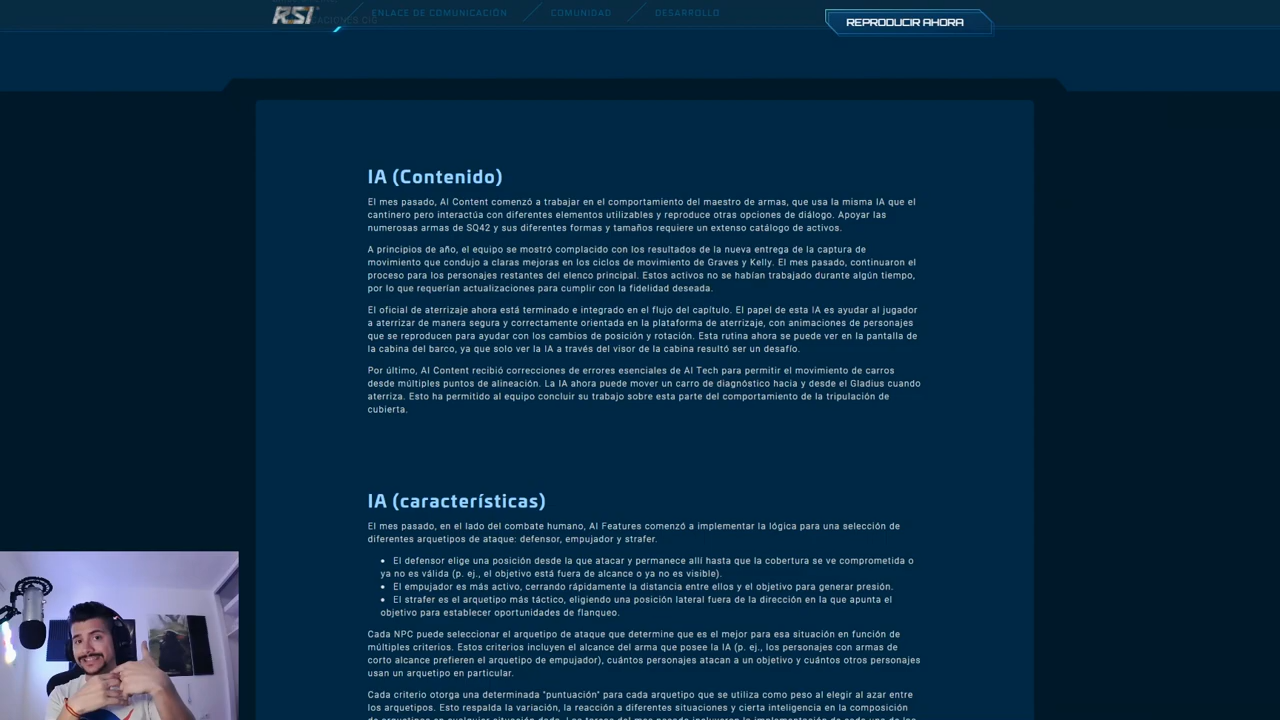 RSI
ENLACE DE COMUNICACIÓN
COMUNIDAD
DESARROLLO
REPRODUCIR AHORA
IA (Contenido)
El mes pasado, AI Content comenzó a trabajar en el comportamiento del maestro de armas, que usa la misma IA que el
cantinero pero interactúa con diferentes elementos utilizables y reproduce otras opciones de diálogo. Apoyar las
numerosas armas de SQ42 y sus diferentes formas y tamaños requiere un extenso catálogo de activos.
A principios de año, el equipo se mostró complacido con los resultados de la nueva entrega de la captura de
movimiento que condujo a claras mejoras en los ciclos de movimiento de Graves y Kelly. El mes pasado, continuaron el
proceso para los personajes restantes del elenco principal. Estos activos no se habían trabajado durante algún tiempo,
por lo que requerían actualizaciones para cumplir con la fidelidad deseada.
El oficial de aterrizaje ahora está terminado e integrado en el flujo del capítulo. El papel de esta IA es ayudar al jugador
a aterrizar de manera segura y correctamente orientada en la plataforma de aterrizaje, con animaciones de personajes
que se reproducen para ayudar con los cambios de posición y rotación. Esta rutina ahora se puede ver en la pantalla de
la cabina del barco, ya que solo ver la IA a través del visor de la cabina resultó ser un desafío.
Por último, AI Content recibió correcciones de errores esenciales de AI Tech para permitir el movimiento de carros
desde múltiples puntos de alineación. La IA ahora puede mover un carro de diagnóstico hacia y desde el Gladius cuando
aterriza. Esto ha permitido al equipo concluir su trabajo sobre esta parte del comportamiento de la tripulación de
cubierta.
IA (características)
El mes pasado, en el lado del combate humano, AI Features comenzó a implementar la lógica para una selección de
diferentes arquetipos de ataque: defensor, empujador y strafer.
• El defensor elige una posición desde la que atacar y permanece allí hasta que la cobertura se ve comprometida o
ya no es válida (p. ej., el objetivo está fuera de alcance o ya no es visible).
• El empujador es más activo, cerrando rápidamente la distancia entre ellos y el objetivo para generar presión.
• El strafer es el arquetipo más táctico, eligiendo una posición lateral fuera de la dirección en la que apunta el
objetivo para establecer oportunidades de flanqueo.
Cada NPC puede seleccionar el arquetipo de ataque que determine que es el mejor para esa situación en función de
múltiples criterios. Estos criterios incluyen el alcance del arma que posee la IA (p. ej., los personajes con armas de
corto alcance prefieren el arquetipo de empujador), cuántos personajes atacan a un objetivo y cuántos otros personajes
usan un arquetipo en particular.
Cada criterio otorga una determinada "puntuación" para cada arquetipo que se utiliza como peso al elegir al azar entre
los arquetipos. Esto respalda la variación, la reacción a diferentes situaciones y cierta inteligencia en la composición